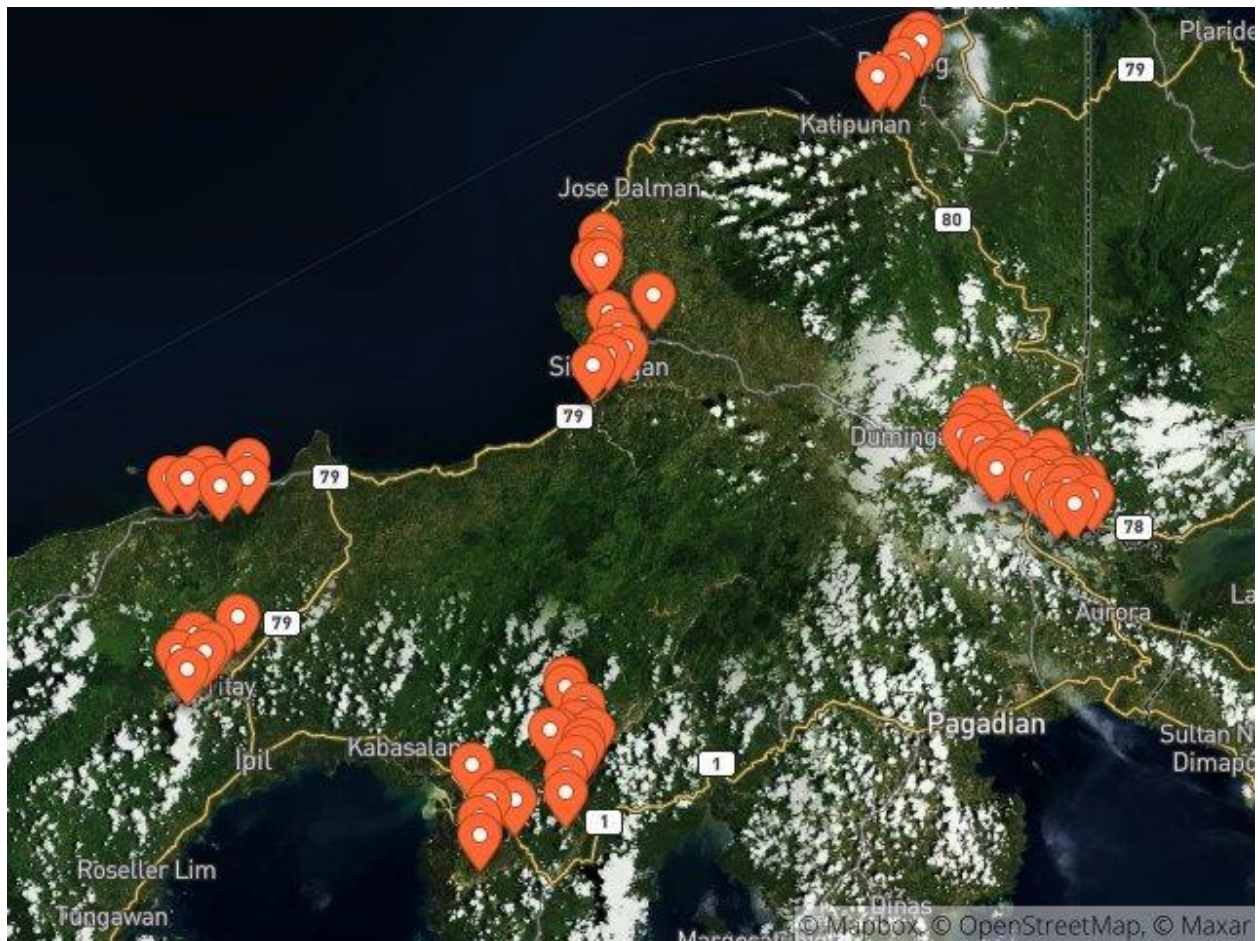 Plaride
79
Katipunan
Jose Dalman
80
79
79
78
Aurora
79
Kabasalan
Pagadian
Ipil
1
Sultan N
Dimapo
1
Roseller Lim
Dinas
Tungawan
© Mapbox, © OpenStreetMap, © Maxar